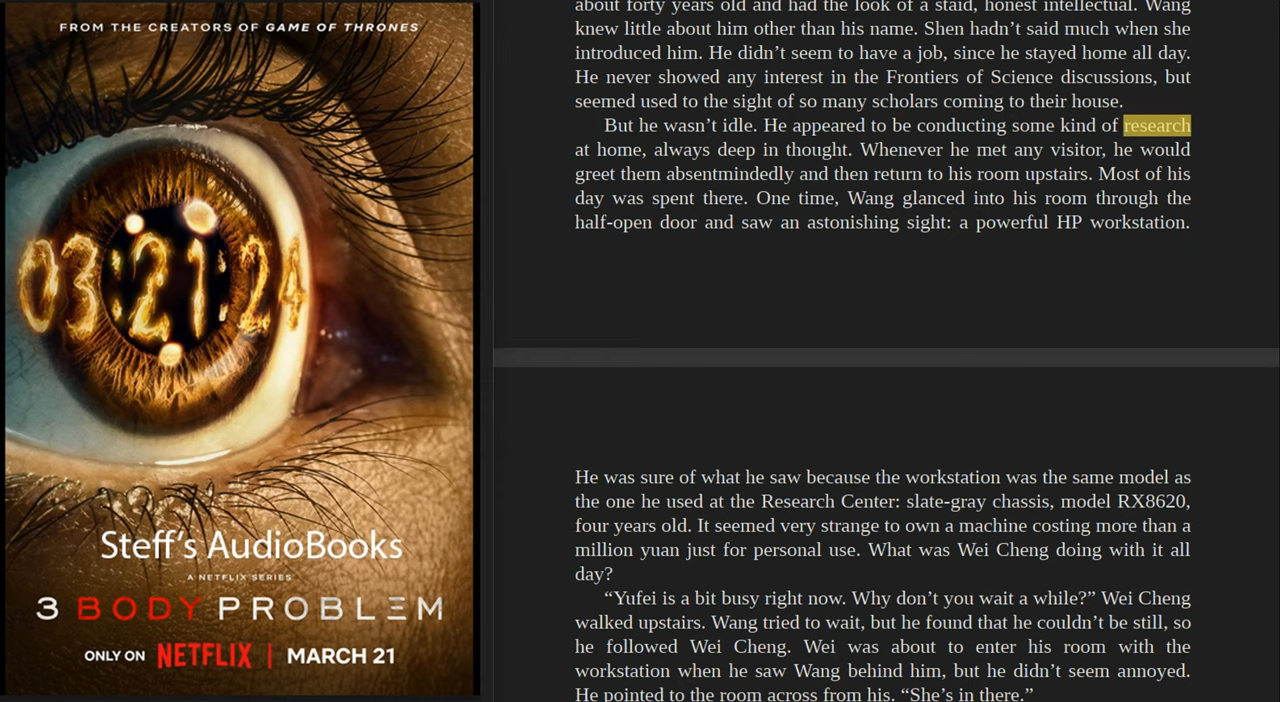 FROM THE CREATORS OF GAME OF THRONES
03:21:24
Steff's AudioBooks
A NETFLIX SERIES
3 BODY PROBLEM
ONLY ON NETFLIX | MARCH 21
about forty years old and had the look of a staid, honest intellectual. Wang
knew little about him other than his name. Shen hadn’t said much when she
introduced him. He didn’t seem to have a job, since he stayed home all day.
He never showed any interest in the Frontiers of Science discussions, but
seemed used to the sight of so many scholars coming to their house.
But he wasn’t idle. He appeared to be conducting some kind of research
at home, always deep in thought. Whenever he met any visitor, he would
greet them absentmindedly and then return to his room upstairs. Most of his
day was spent there. One time, Wang glanced into his room through the
half-open door and saw an astonishing sight: a powerful HP workstation.
He was sure of what he saw because the workstation was the same model as
the one he used at the Research Center: slate-gray chassis, model RX8620,
four years old. It seemed very strange to own a machine costing more than a
million yuan just for personal use. What was Wei Cheng doing with it all
day?
“Yufei is a bit busy right now. Why don’t you wait a while?” Wei Cheng
walked upstairs. Wang tried to wait, but he found that he couldn’t be still, so
he followed Wei Cheng. Wei was about to enter his room with the
workstation when he saw Wang behind him, but he didn’t seem annoyed.
He pointed to the room across from his. “She’s in there.”